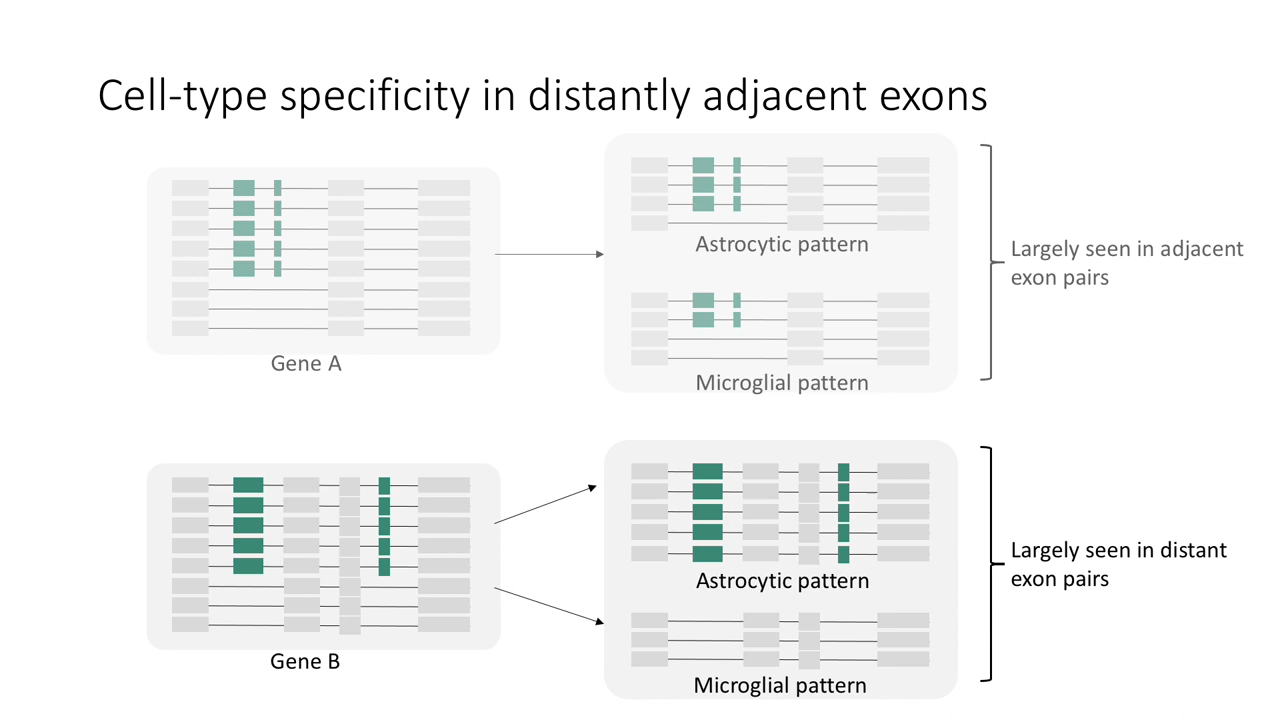 Cell-type specificity in distantly adjacent exons
Astrocytic pattern
Largely seen in adjacent
exon pairs
Gene A
Microglial pattern
Largely seen in distant
exon pairs
Astrocytic pattern
Gene B
Microglial pattern